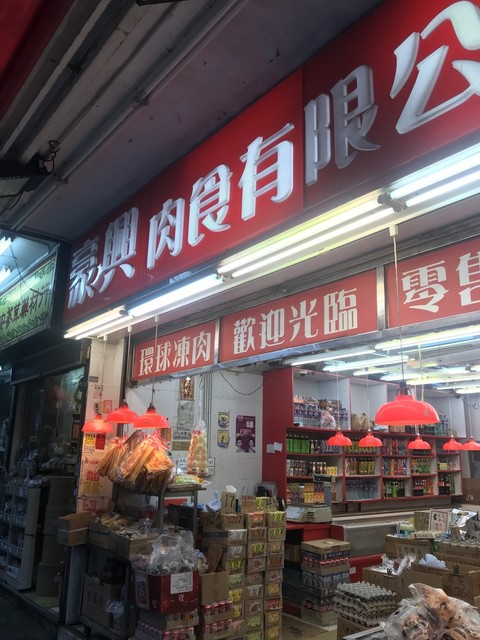 豪興 肉食有限公
環球凍肉
歡迎光臨
零售